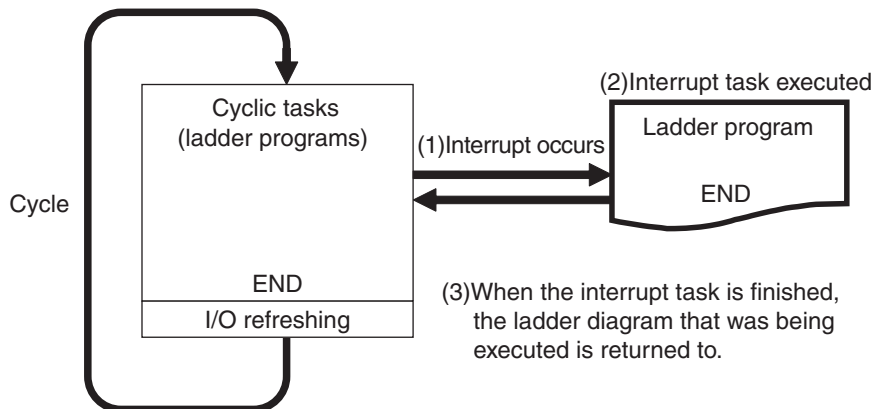 (2)Interrupt task executed
Cyclic tasks
(ladder programs)
Ladder program
(1)Interrupt occurs
Cycle
END
END
(3)When the interrupt task is finished,
the ladder diagram that was being
executed is returned to.
I/O refreshing